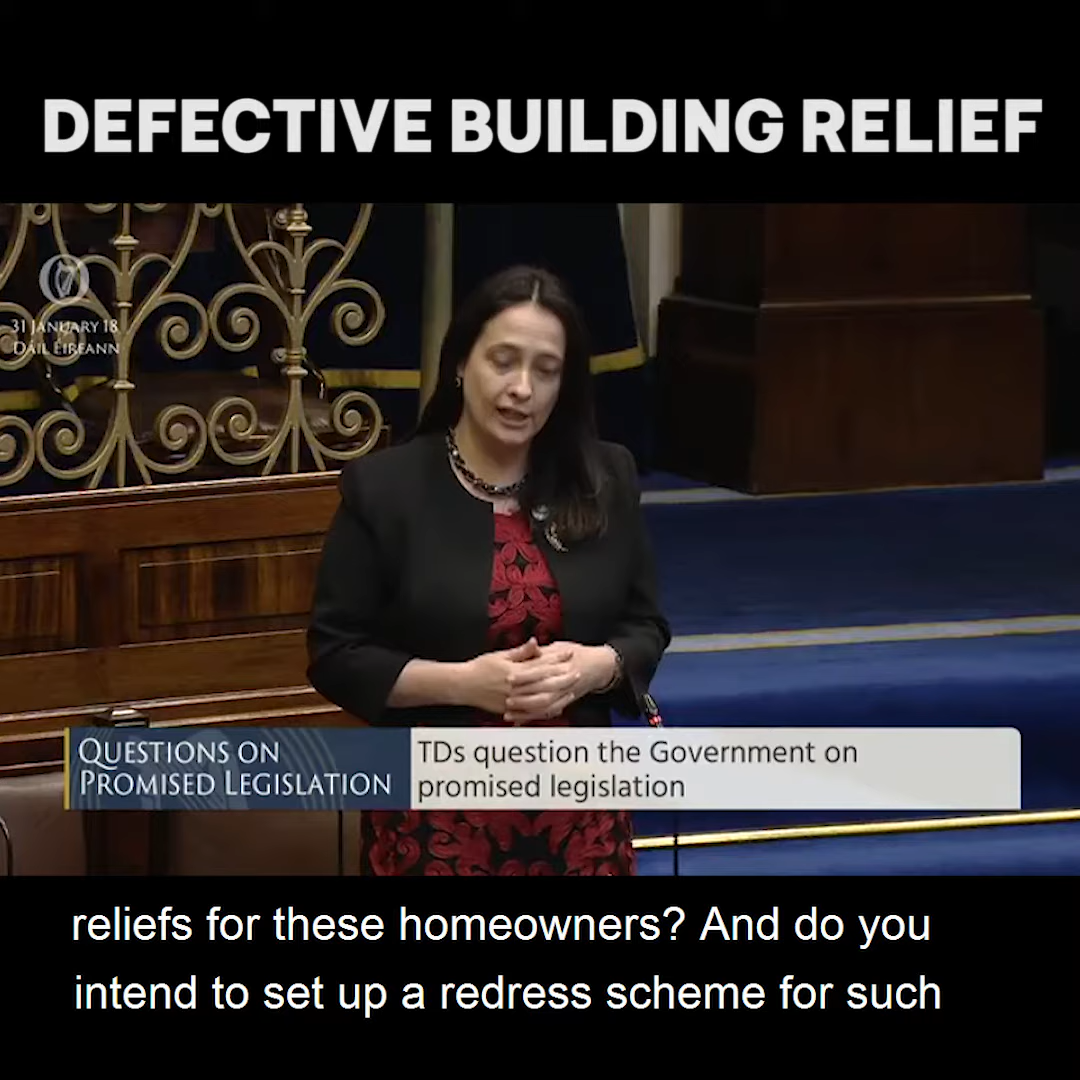 DEFECTIVE BUILDING RELIEF
31 JANUARY 18
DÁIL ÉIREANN
QUESTIONS ON
PROMISED LEGISLATION
TDs question the Government on
promised legislation
reliefs for these homeowners? And do you
intend to set up a redress scheme for such